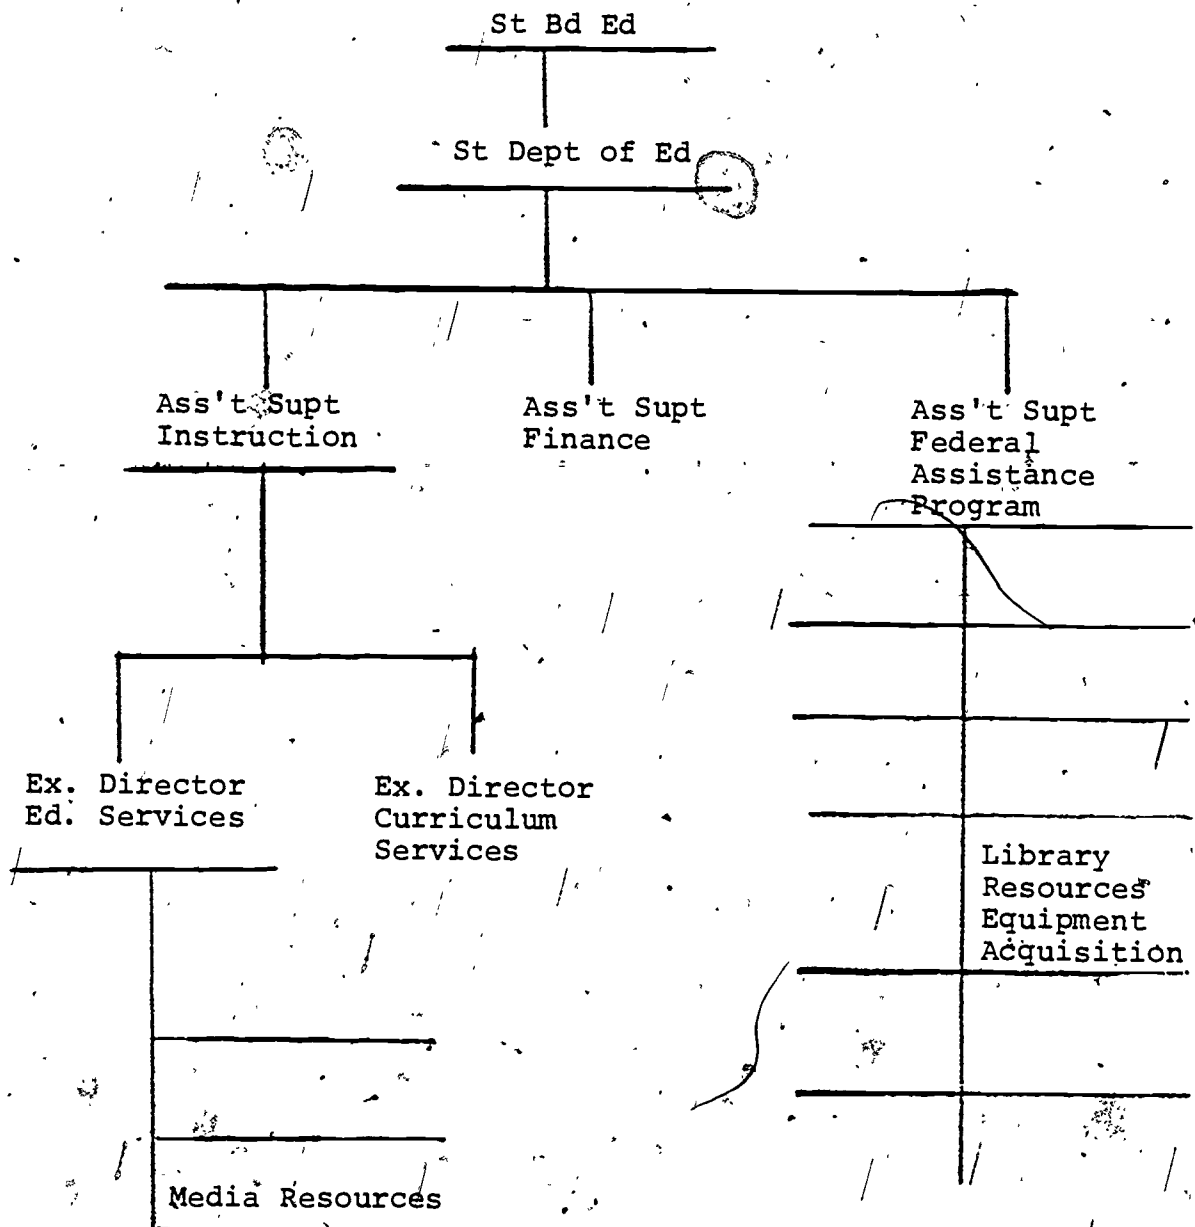 St Bd Ed
St Dept of Ed
Ass't Supt
Instruction
Ass't Supt
Finance
Ass't Supt
Federal
Assistance
Program
Ex. Director
Ed. Services
Ex. Director
Curriculum
Services
Library
Resources
Equipment
Acquisition
Media Resources